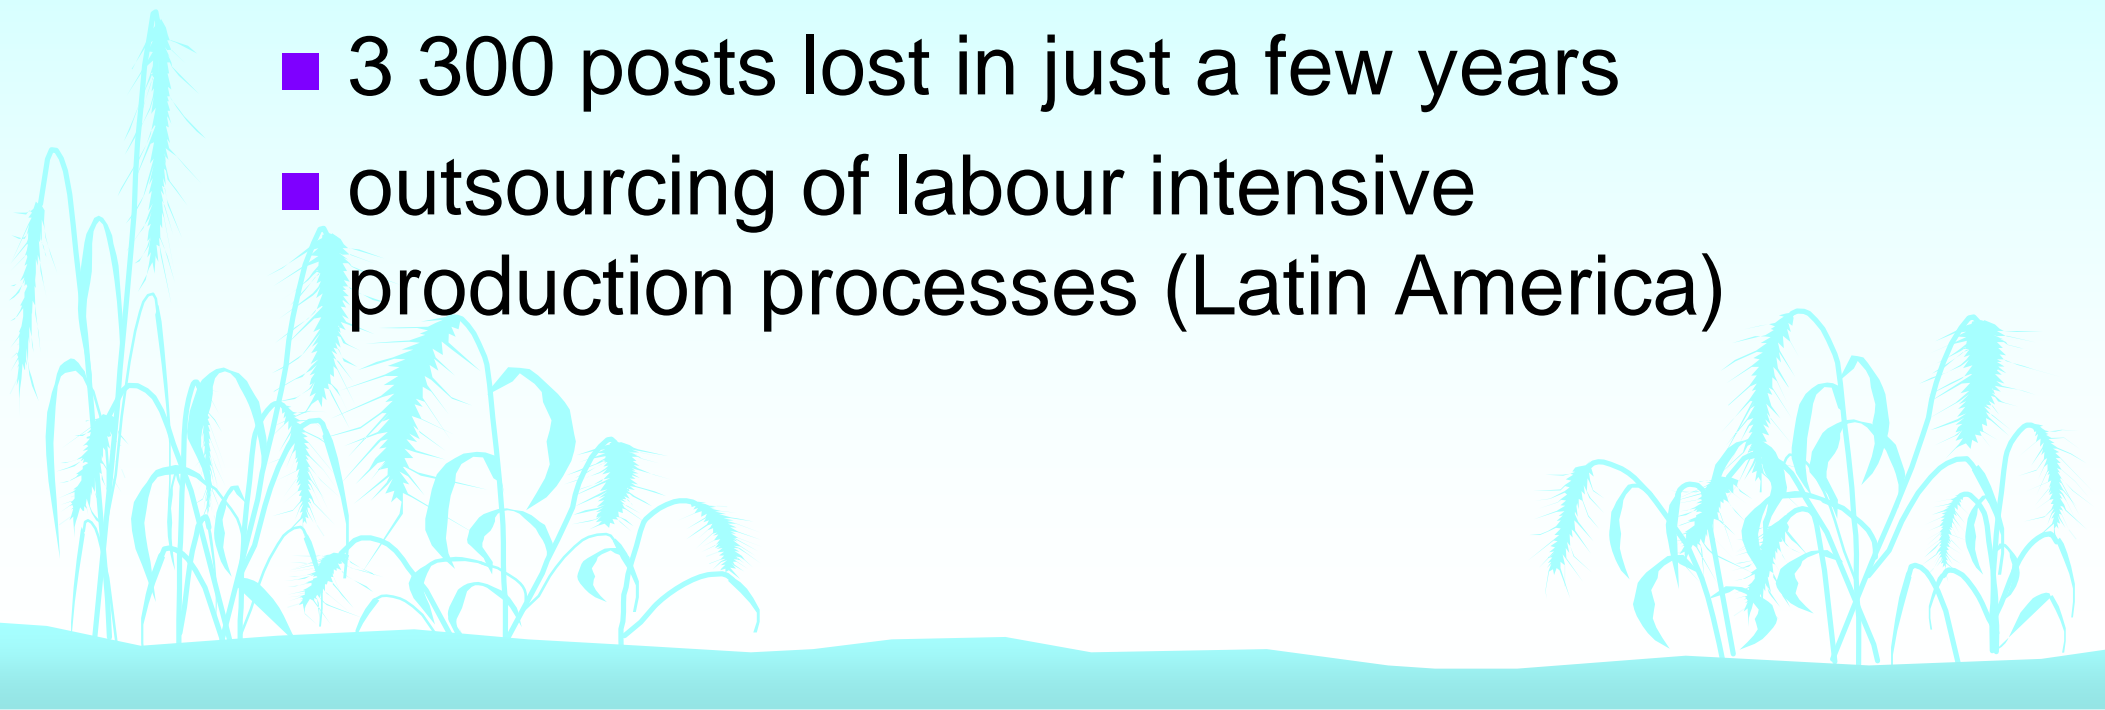 ■ 3 300 posts lost in just a few years
■ outsourcing of labour intensive
production processes (Latin America)